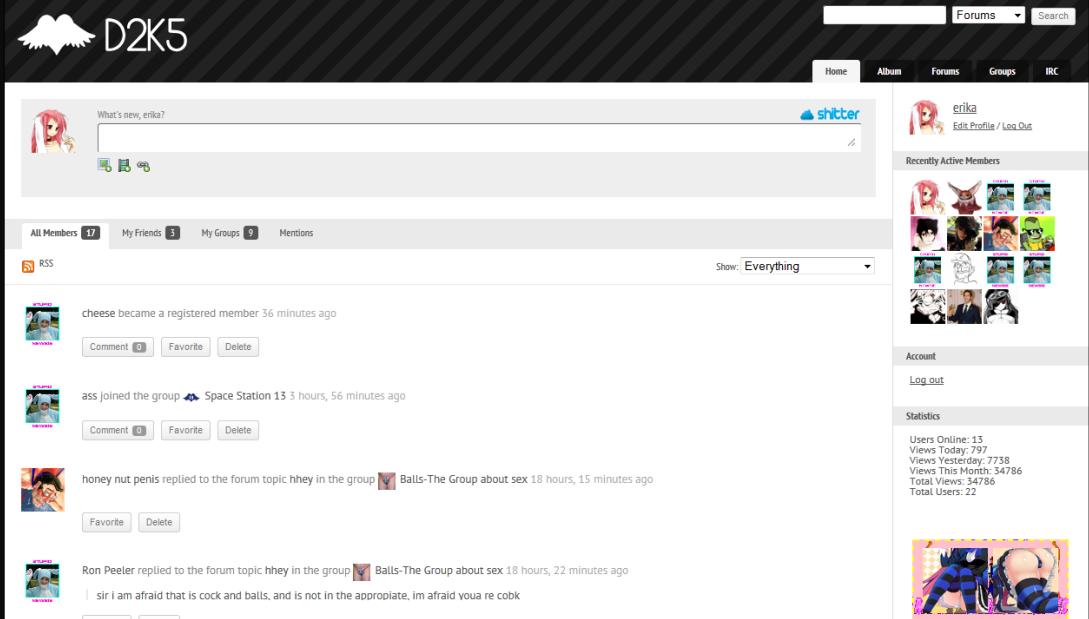 D2K5
Forums
Search
Home
Album
Forums
Groups
IRC
What's new, erika?
shitter
erika
Edit Profile / Log Out
Recently Active Members
All Members 17
My Friends 3
My Groups 9
Mentions
RSS
Show: Everything
STUPID
NEWBIE
cheese became a registered member 36 minutes ago
Comment 0
Favorite
Delete
STUPID
NEWBIE
ass joined the group Space Station 13 3 hours, 56 minutes ago
Comment 0
Favorite
Delete
honey nut penis replied to the forum topic hhey in the group Balls-The Group about sex 18 hours, 15 minutes ago
Favorite
Delete
STUPID
NEWBIE
Ron Peeler replied to the forum topic hhey in the group Balls-The Group about sex 18 hours, 22 minutes ago
sir i am afraid that is cock and balls, and is not in the appropiate, im afraid youa re cobk
Account
Log out
Statistics
Users Online: 13
Views Today: 797
Views Yesterday: 7738
Views This Month: 34786
Total Views: 34786
Total Users: 22